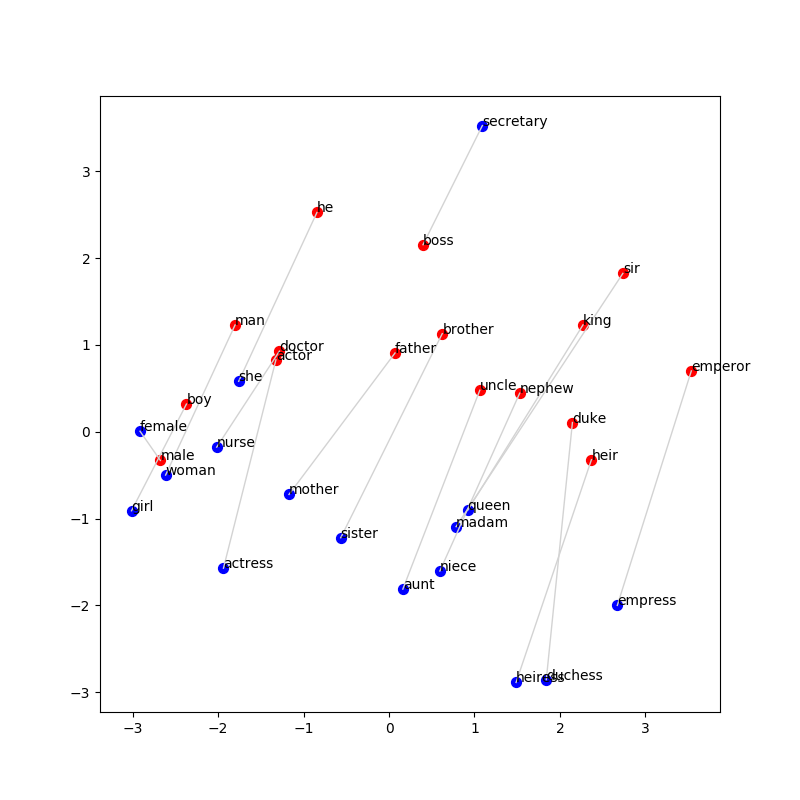 secretary
he
boss
sir
man
king
brother
doctor
father
actor
emperor
she
uncle
nephew
boy
duke
female
nurse
male
heir
woman
mother
queen
girl
madam
sister
actress
niece
aunt
empress
heiress
duchess
3
2
1
0
−1
−2
−3
−3 −2 −1 0 1 2 3